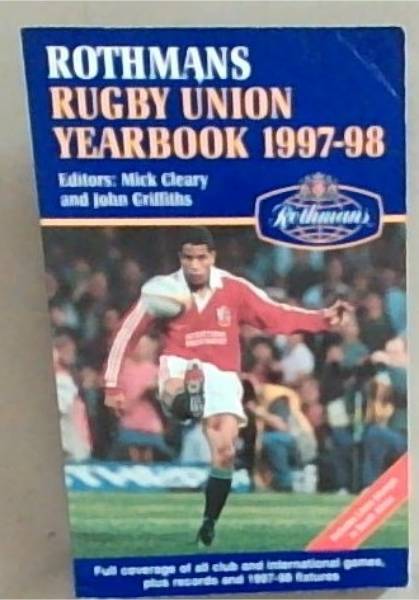 ROTHMANS
RUGBY UNION
YEARBOOK 1997-98
Editors: Mick Cleary
and John Griffiths
Rothmans
Full coverage of all club and international games,
plus records and 1997-98 fixtures